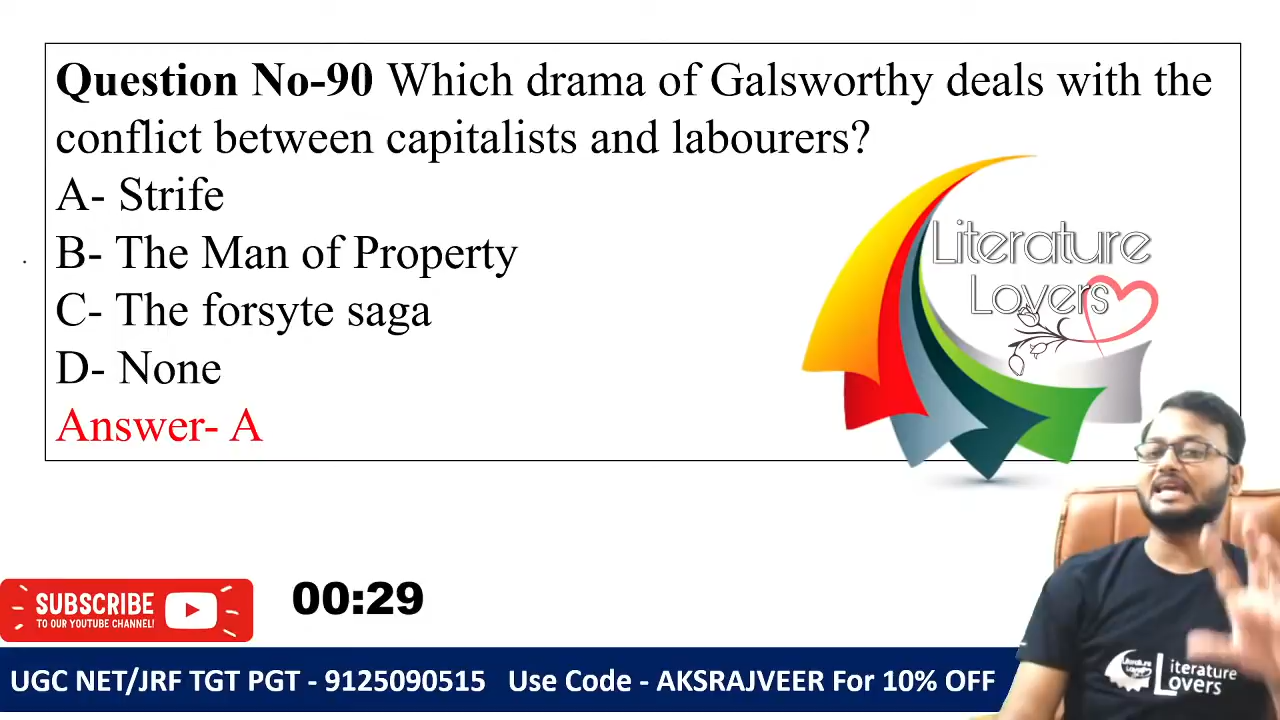 Question No-90 Which drama of Galsworthy deals with the
conflict between capitalists and labourers?
A- Strife
B- The Man of Property
C- The forsyte saga
D- None
Answer- A
Literature
Lovers
SUBSCRIBE
TO OUR YOUTUBE CHANNEL!
00:29
UGC NET/JRF TGT PGT - 9125090515 Use Code - AKSRAJVEER For 10% OFF
Literature
Lovers